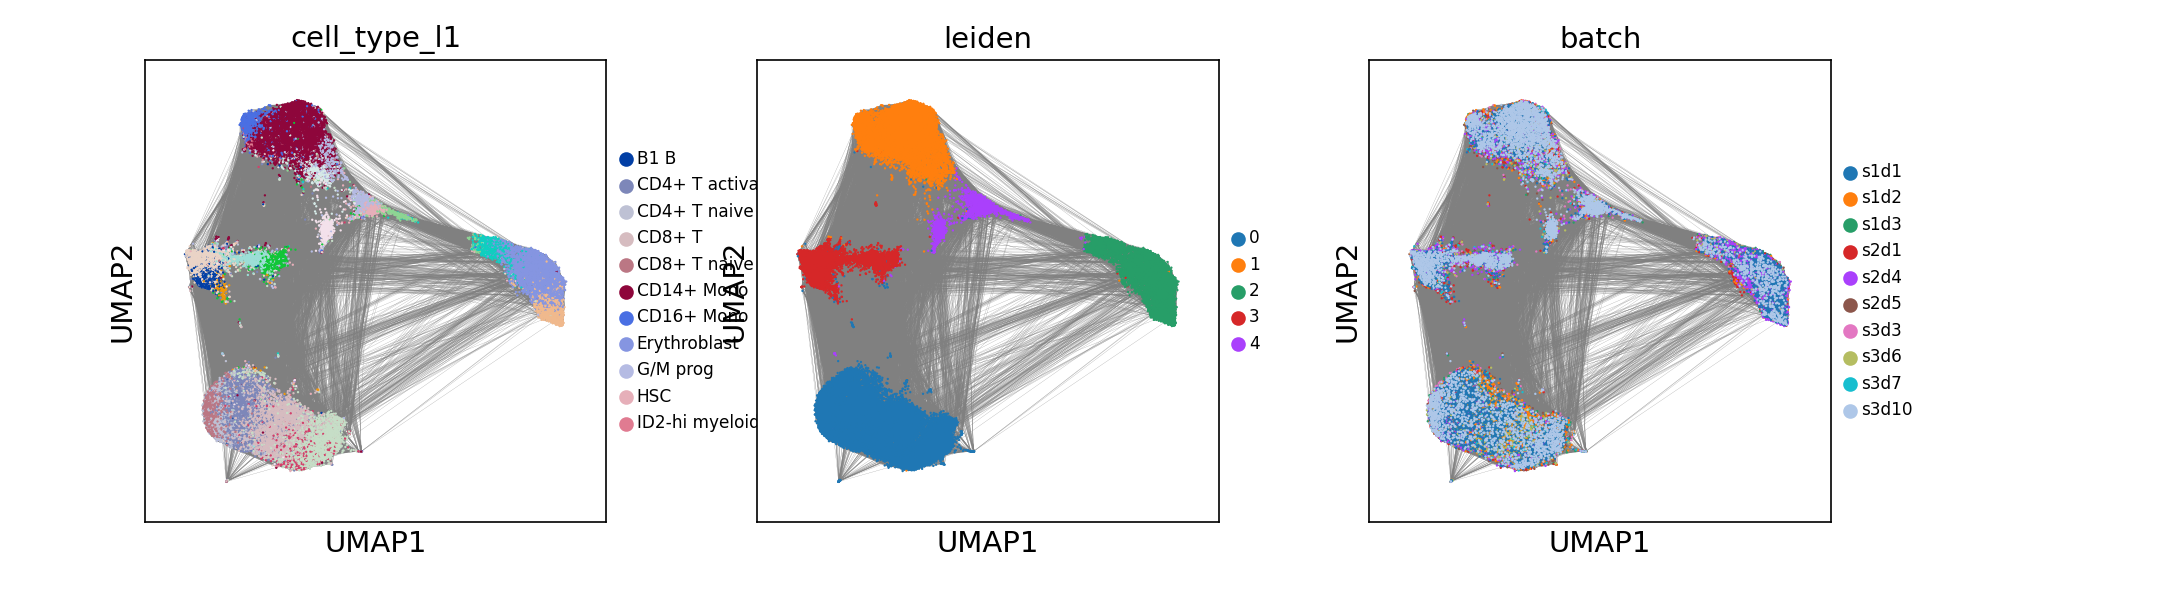 cell_type_l1
UMAP2
UMAP1
B1 B
CD4+ T activa
CD4+ T naive
CD8+ T
CD8+ T naive
CD14+ Mono
CD16+ Mono
Erythroblast
G/M prog
HSC
ID2-hi myeloid
leiden
UMAP2
UMAP1
0
1
2
3
4
batch
UMAP2
UMAP1
s1d1
s1d2
s1d3
s2d1
s2d4
s2d5
s3d3
s3d6
s3d7
s3d10